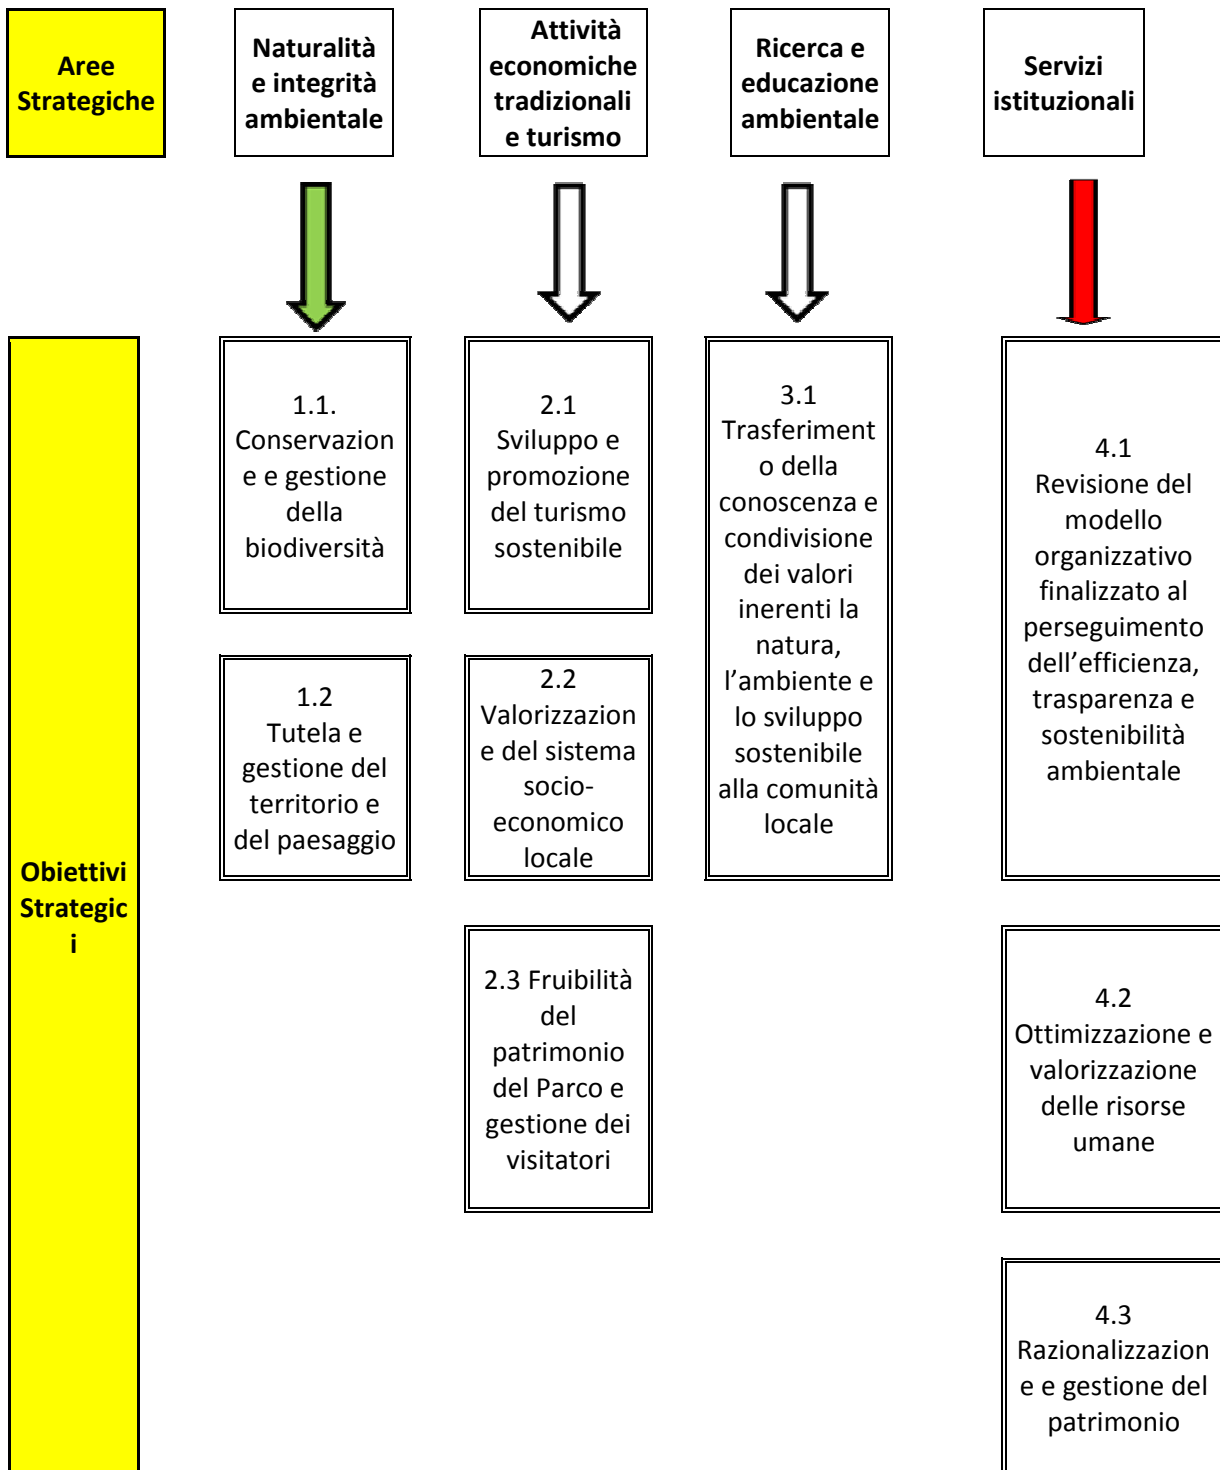 Aree
Strategiche
Naturalità
e integrità
ambientale
Attività
economiche
tradizionali
e turismo
Ricerca e
educazione
ambientale
Servizi
istituzionali
Obiettivi
Strategic
i
1.1.
Conservazion
e e gestione
della
biodiversità
1.2
Tutela e
gestione del
territorio e
del paesaggio
2.1
Sviluppo e
promozione
del turismo
sostenibile
2.2
Valorizzazion
e del sistema
socio-
economico
locale
2.3 Fruibilità
del
patrimonio
del Parco e
gestione dei
visitatori
3.1
Trasferiment
o della
conoscenza e
condivisione
dei valori
inerenti la
natura,
l’ambiente e
lo sviluppo
sostenibile
alla comunità
locale
4.1
Revisione del
modello
organizzativo
finalizzato al
perseguimento
dell’efficienza,
trasparenza e
sostenibilità
ambientale
4.2
Ottimizzazione e
valorizzazione
delle risorse
umane
4.3
Razionalizzazion
e e gestione del
patrimonio